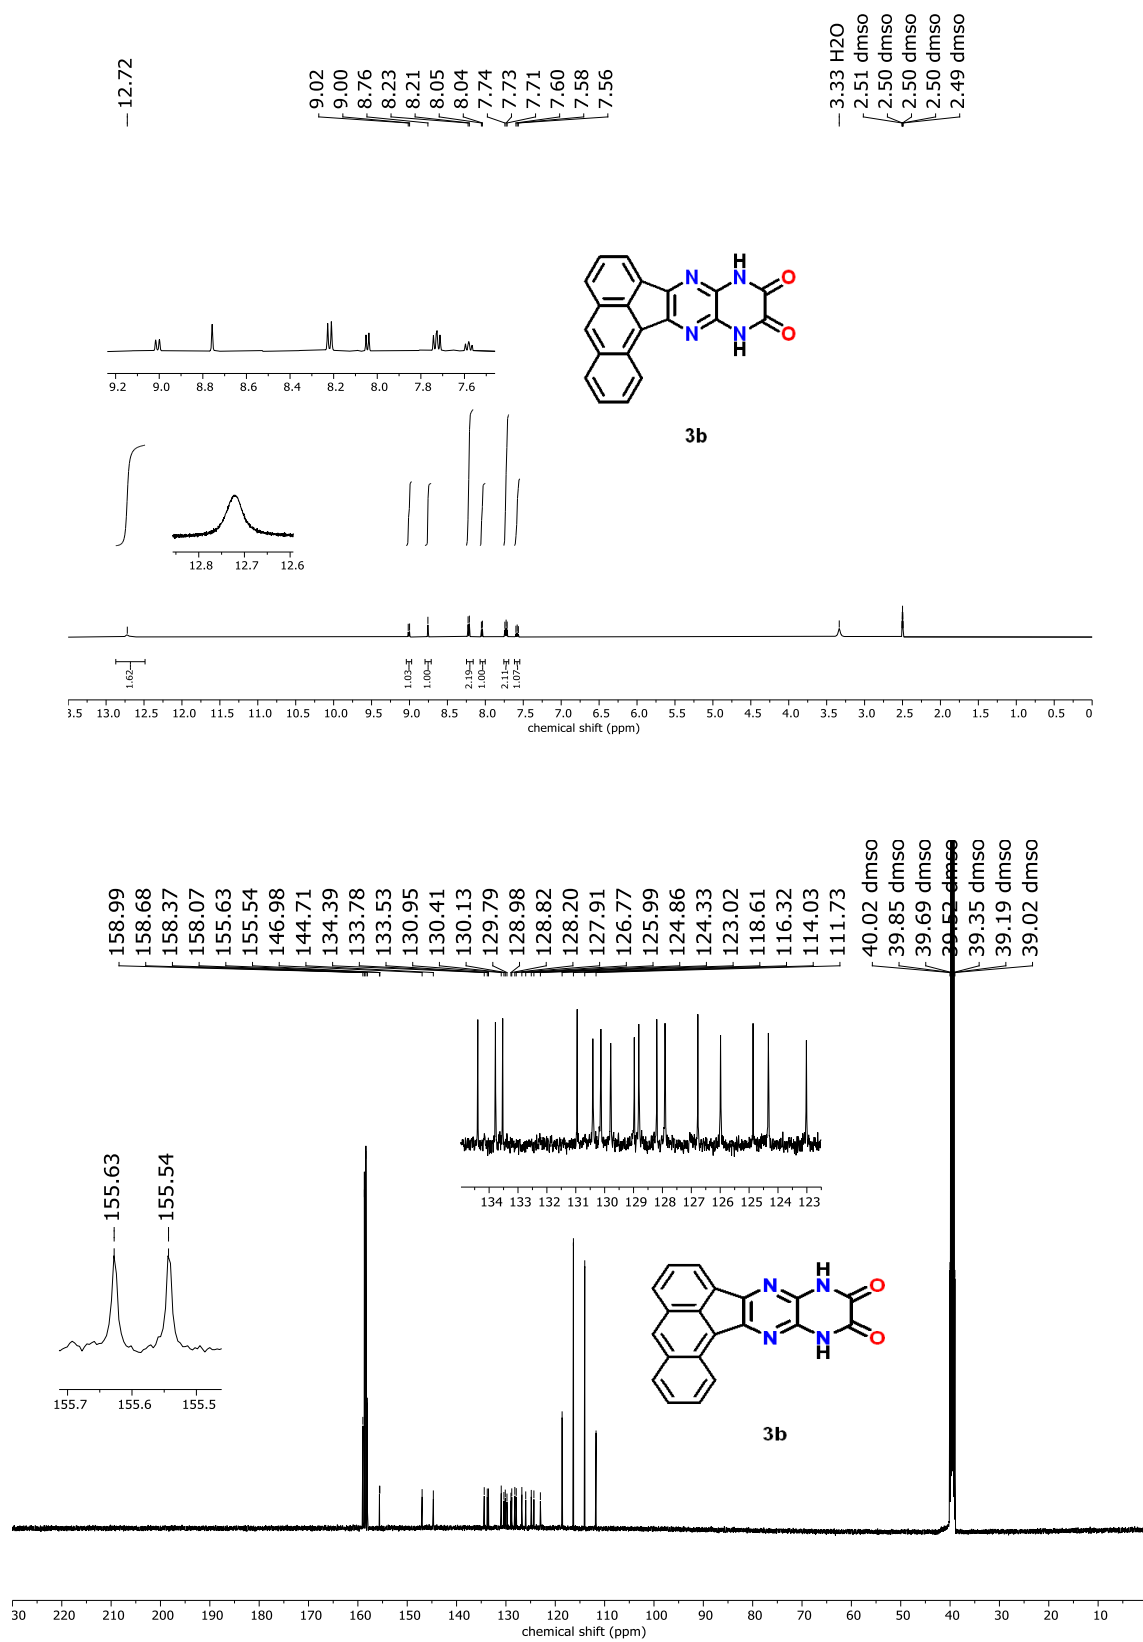 12.72
9.02
9.00
8.76
8.23
8.21
8.05
8.04
7.74
7.73
7.71
7.60
7.58
7.56
3.33 H2O
2.51 dmso
2.50 dmso
2.50 dmso
2.50 dmso
2.49 dmso
H
N N N O
N N N O
H
3b
9.2 9.0 8.8 8.6 8.4 8.2 8.0 7.8 7.6
12.8 12.7 12.6
1.62
1.03
1.00
2.19
1.00
2.11
1.07
3.5 13.0 12.5 12.0 11.5 11.0 10.5 10.0 9.5 9.0 8.5 8.0 7.5 7.0 6.5 6.0 5.5 5.0 4.5 4.0 3.5 3.0 2.5 2.0 1.5 1.0 0.5 0
chemical shift (ppm)
158.99
158.68
158.37
158.07
155.63
155.54
146.98
144.71
134.39
133.78
133.53
130.95
130.41
130.13
129.79
128.98
128.82
128.20
127.91
126.77
125.99
124.86
124.33
123.02
118.61
116.32
114.03
111.73
40.02 dmso
39.85 dmso
39.69 dmso
39.52 dmso
39.35 dmso
39.19 dmso
39.02 dmso
134 133 132 131 130 129 128 127 126 125 124 123
155.63
155.54
155.7 155.6 155.5
H
N N O
N N O
H
3b
30 220 210 200 190 180 170 160 150 140 130 120 110 100 90 80 70 60 50 40 30 20 10
chemical shift (ppm)